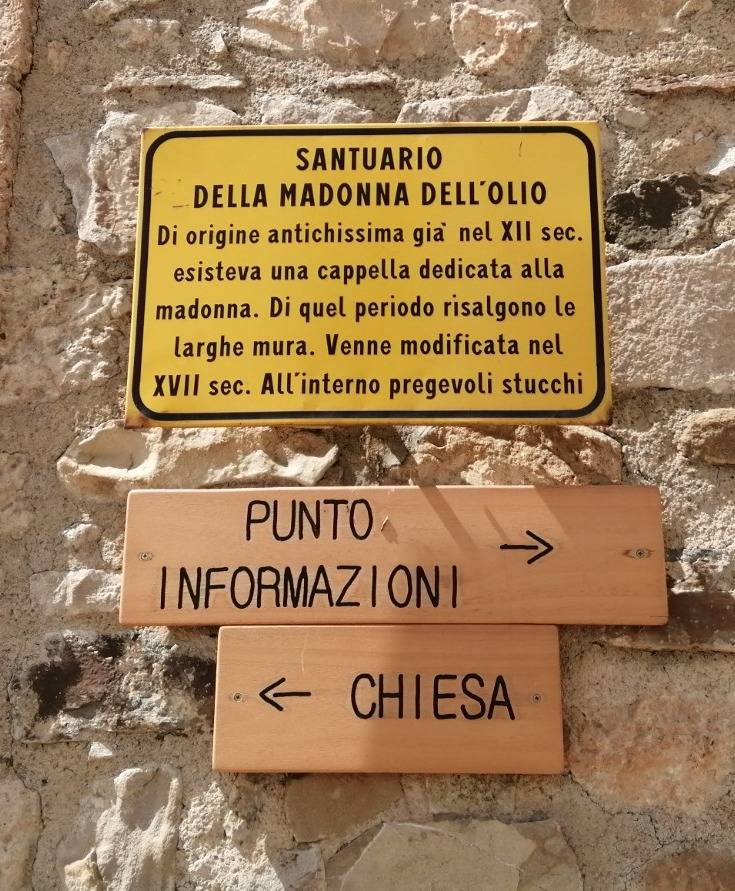 SANTUARIO
DELLA MADONNA DELL'OLIO
Di origine antichissima già nel XII sec.
esisteva una cappella dedicata alla
madonna. Di quel periodo risalgono le
larghe mura. Venne modificata nel
XVII sec. All'interno pregevoli stucchi
PUNTO →
INFORMAZIONI
← CHIESA